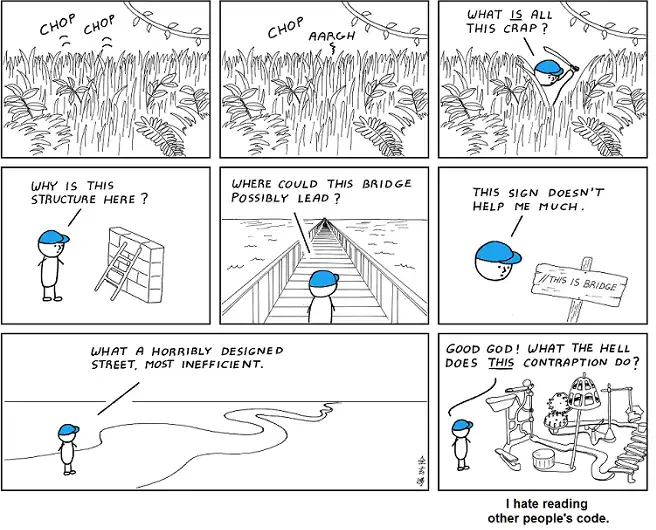 CHOP
CHOP
CHOP
AARGH
WHAT IS ALL
THIS CRAP?
WHY IS THIS
STRUCTURE HERE?
WHERE COULD THIS BRIDGE
POSSIBLY LEAD?
THIS SIGN DOESN'T
HELP ME MUCH.
//THIS IS BRIDGE
WHAT A HORRIBLY DESIGNED
STREET, MOST INEFFICIENT.
GOOD GOD! WHAT THE HELL
DOES THIS CONTRAPTION DO?
I hate reading
other people's code.